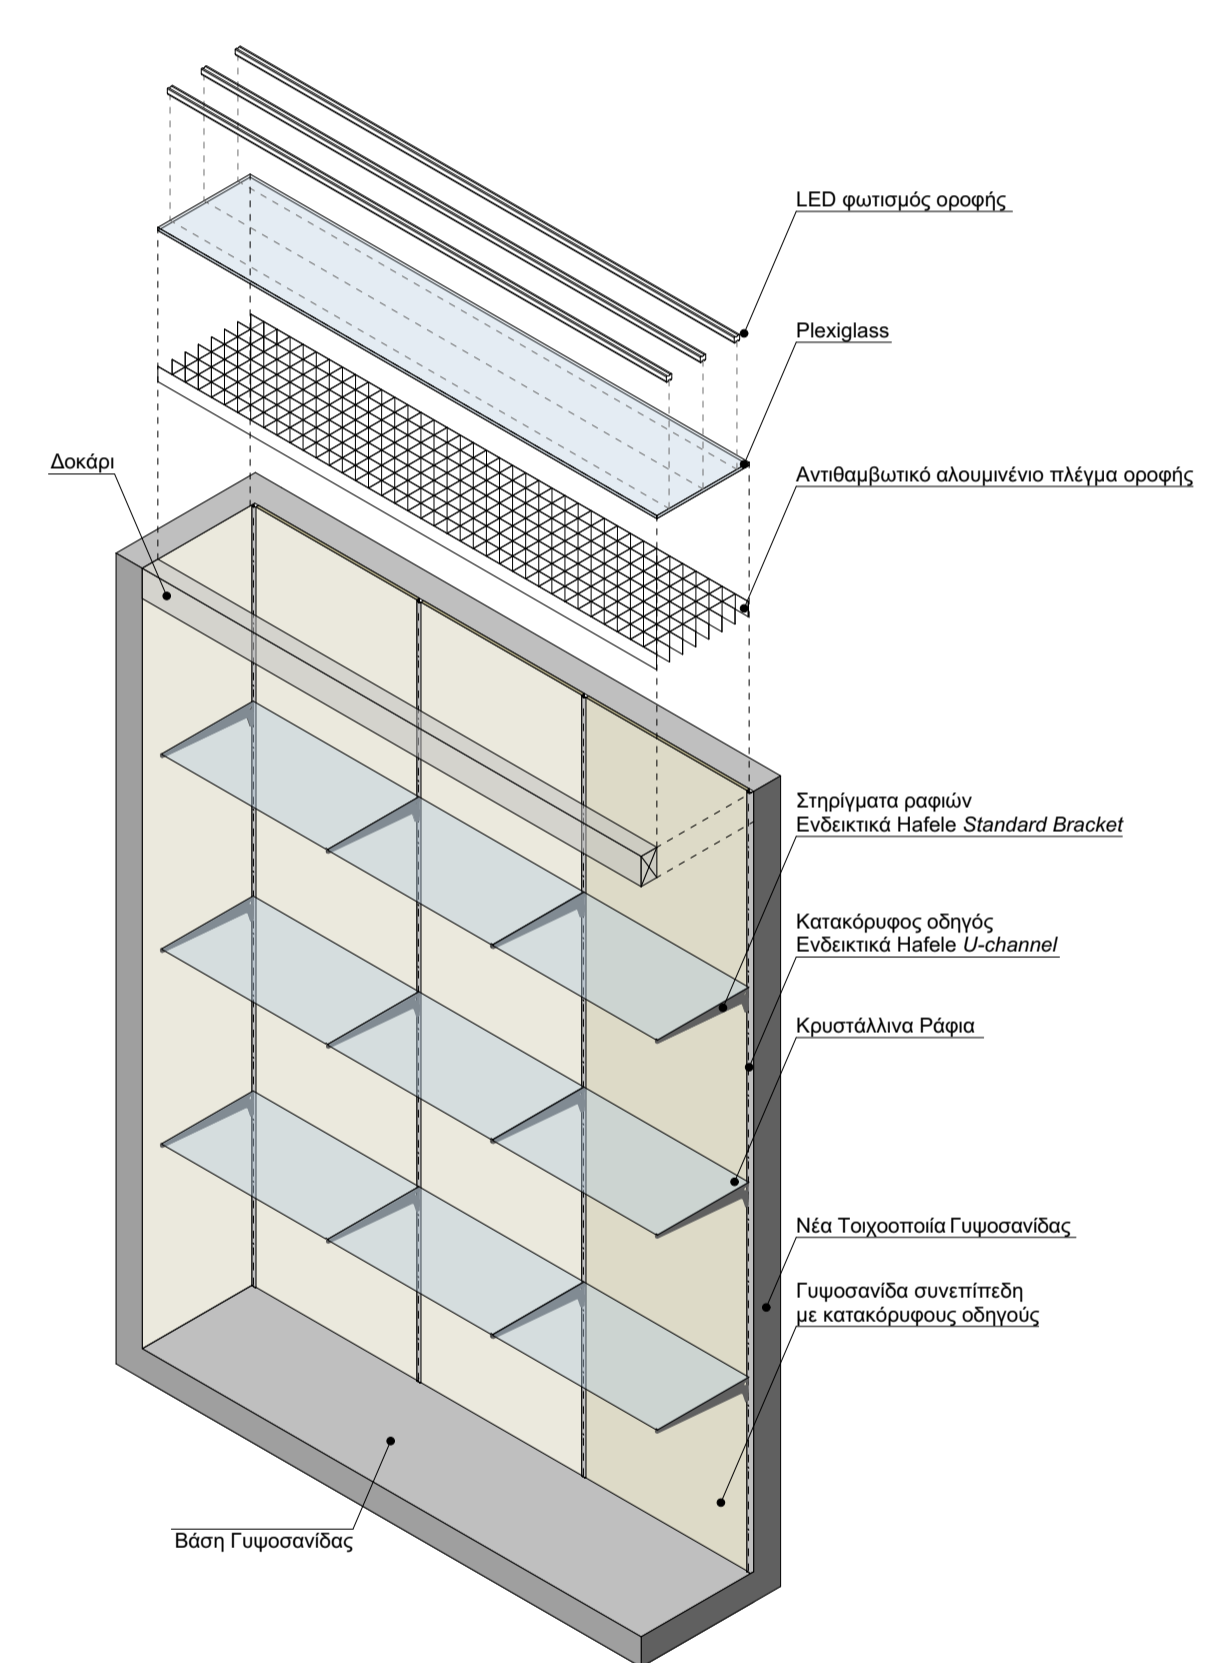 LED φωτισμός οροφής
Plexiglass
Δοκάρι
Αντιθαμβωτικό αλουμινένιο πλέγμα οροφής
Στηρίγματα ραφιών
Ενδεικτικά Hafele Standard Bracket
Κατακόρυφος οδηγός
Ενδεικτικά Hafele U-channel
Κρυστάλλινα Ράφια
Νέα Τοιχοοποιία Γυψοσανίδας
Γυψοσανίδα συνεπίπεδη
με κατακόρυφους οδηγούς
Βάση Γυψοσανίδας